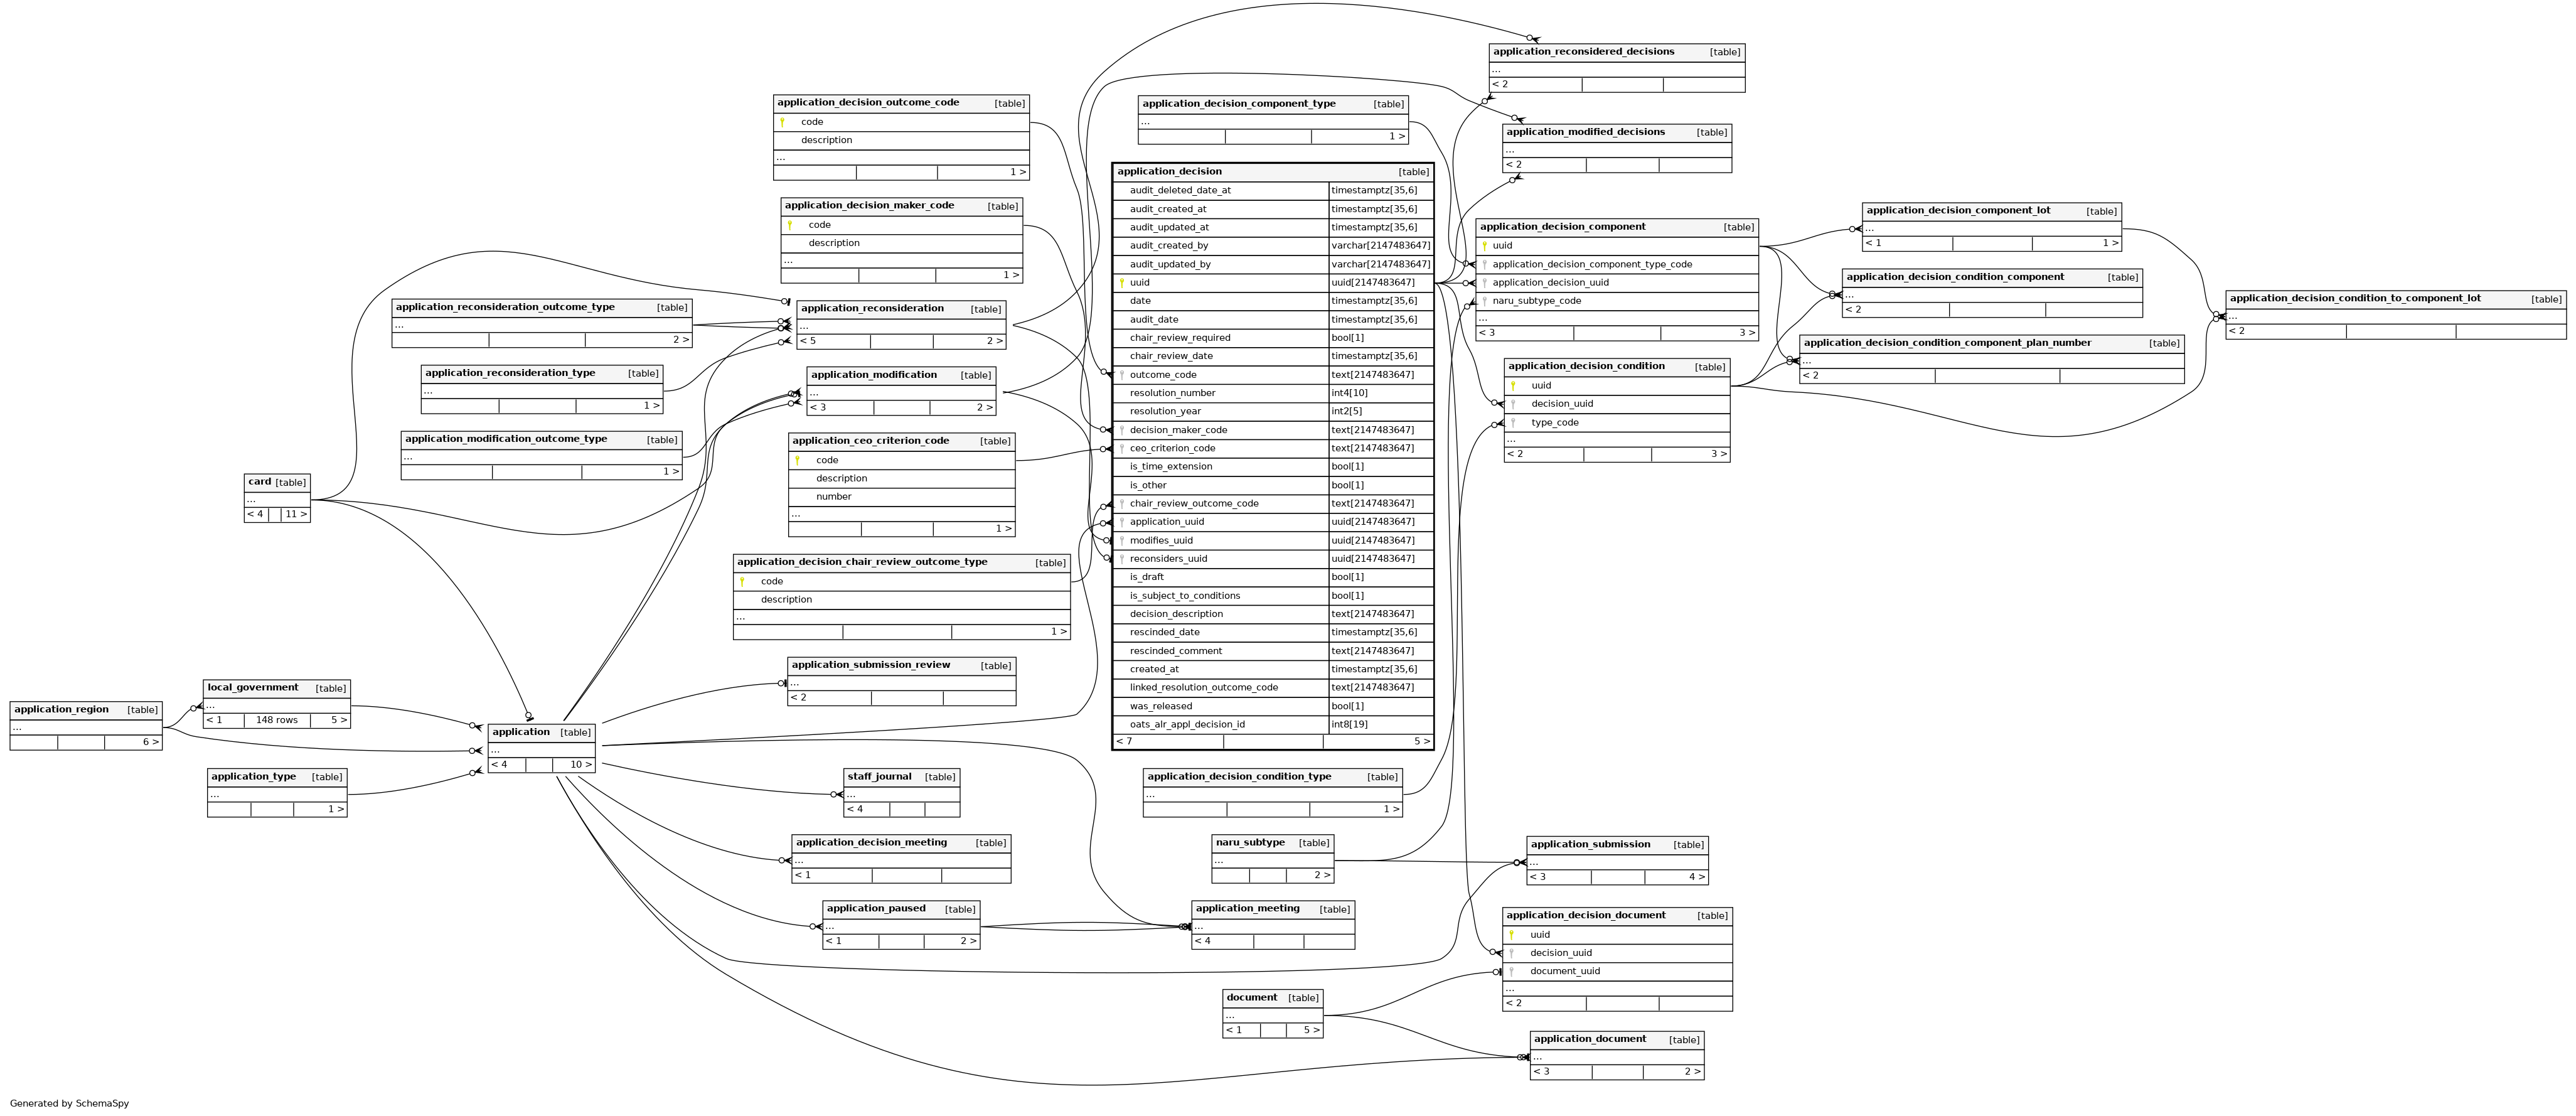 application_reconsidered_decisions [table]
...
< 2
application_decision_outcome_code [table]
code
description
...
1 >
application_decision_component_type [table]
...
1 >
application_modified_decisions [table]
...
< 2
application_decision_maker_code [table]
code
description
...
1 >
application_decision [table]
audit_deleted_date_at timestamptz[35,6]
audit_created_at timestamptz[35,6]
audit_updated_at timestamptz[35,6]
audit_created_by varchar[2147483647]
audit_updated_by varchar[2147483647]
uuid uuid[2147483647]
date timestamptz[35,6]
audit_date timestamptz[35,6]
chair_review_required bool[1]
chair_review_date timestamptz[35,6]
outcome_code text[2147483647]
resolution_number int4[10]
resolution_year int2[5]
decision_maker_code text[2147483647]
ceo_criterion_code text[2147483647]
is_time_extension bool[1]
is_other bool[1]
chair_review_outcome_code text[2147483647]
application_uuid uuid[2147483647]
modifies_uuid uuid[2147483647]
reconsiders_uuid uuid[2147483647]
is_draft bool[1]
is_subject_to_conditions bool[1]
decision_description text[2147483647]
rescinded_date timestamptz[35,6]
rescinded_comment text[2147483647]
created_at timestamptz[35,6]
linked_resolution_outcome_code text[2147483647]
was_released bool[1]
oats_alr_appl_decision_id int8[19]
< 7 5 >
application_decision_component [table]
uuid
application_decision_component_type_code
application_decision_uuid
naru_subtype_code
...
< 3 3 >
application_decision_component_lot [table]
...
< 1 1 >
application_decision_condition_component [table]
...
< 2
application_decision_condition_to_component_lot [table]
...
< 2
application_decision_condition_component_plan_number [table]
...
< 2
application_decision_condition [table]
uuid
decision_uuid
type_code
...
< 2 3 >
application_reconsideration_outcome_type [table]
...
2 >
application_reconsideration [table]
...
< 5 2 >
application_reconsideration_type [table]
...
1 >
application_modification [table]
...
< 3 2 >
application_modification_outcome_type [table]
...
1 >
application_ceo_criterion_code [table]
code
description
number
...
1 >
card [table]
...
< 4 11 >
application_decision_chair_review_outcome_type [table]
code
description
...
1 >
application_submission_review [table]
...
< 2
local_government [table]
...
< 1 148 rows 5 >
application_region [table]
...
6 >
application [table]
...
< 4 10 >
application_type [table]
...
1 >
staff_journal [table]
...
< 4
application_decision_condition_type [table]
...
1 >
application_decision_meeting [table]
...
< 1
naru_subtype [table]
...
2 >
application_submission [table]
...
< 3 4 >
application_paused [table]
...
< 1 2 >
application_meeting [table]
...
< 4
application_decision_document [table]
uuid
decision_uuid
document_uuid
...
< 2
document [table]
...
< 1 5 >
application_document [table]
...
< 3 2 >
Generated by SchemaSpy